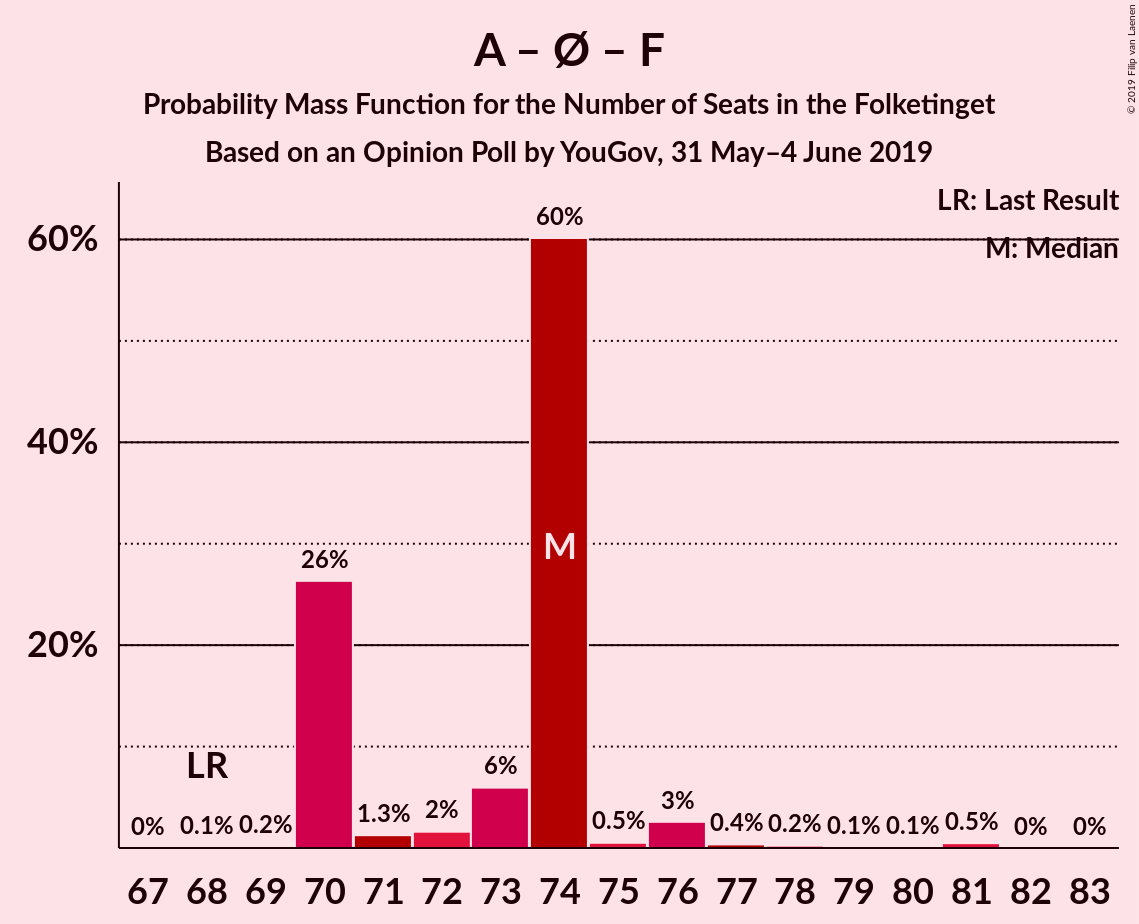 A – Ø – F
Probability Mass Function for the Number of Seats in the Folketinget
Based on an Opinion Poll by YouGov, 31 May–4 June 2019
© 2019 Filip van Laenen
LR: Last Result
M: Median
60%
40%
20%
60%
M
26%
LR
0%
0.1%
0.2%
1.3%
2%
6%
0.5%
3%
0.4%
0.2%
0.1%
0.1%
0.5%
0%
0%
67 68 69 70 71 72 73 74 75 76 77 78 79 80 81 82 83